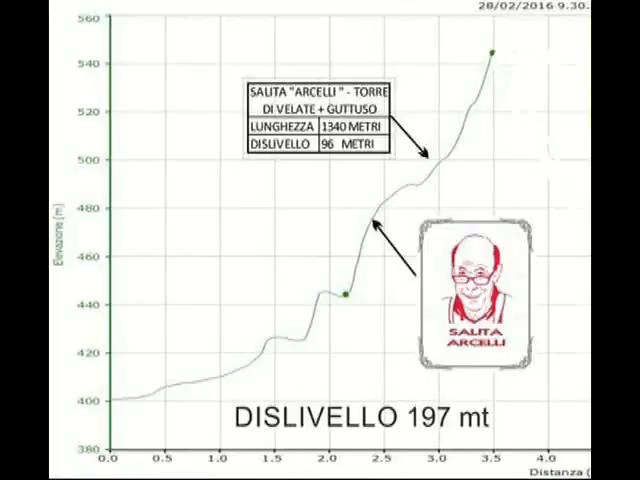 28/02/2016 9.30.
560
540
520
500
480
460
440
420
400
380
Elevazione [m]
SALITA "ARCELLI" - TORRE
DI VELATE + GUTTUSO
LUNGHEZZA 1340 METRI
DISLIVELLO 96 METRI
SALITA
ARCELLI
DISLIVELLO 197 mt
0.0 0.5 1.0 1.5 2.0 2.5 3.0 3.5 4.0
Distanza (